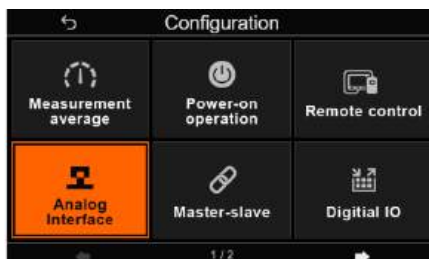 Configuration
Measurement
average
Power-on
operation
Remote control
Analog
Interface
Master-slave
Digitial IO
1/2